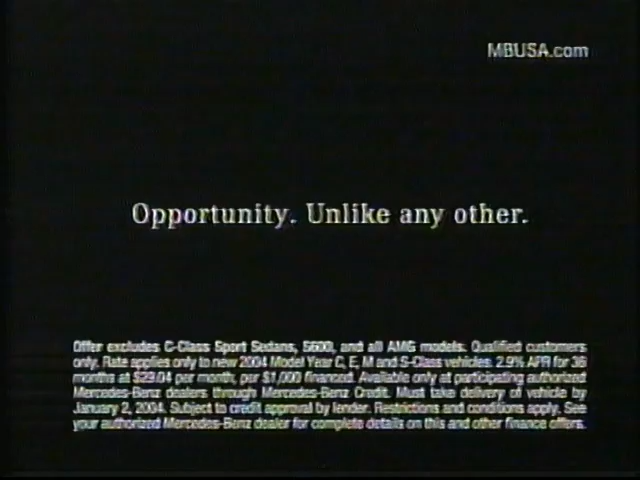 MBUSA.com
Opportunity. Unlike any other.
Offer excludes C-Class Sport Sedans, S600, and all AMG models. Qualified customers
only. Rate applies only to new 2004 Model Year C, E, M and S-Class vehicles. 2.9% APR for 36
months at $29.04 per month, per $1,000 financed. Available only at participating authorized
Mercedes-Benz dealers through Mercedes-Benz Credit. Must take delivery of vehicle by
January 2, 2004. Subject to credit approval by lender. Restrictions and conditions apply. See
your authorized Mercedes-Benz dealer for complete details on this and other finance offers.